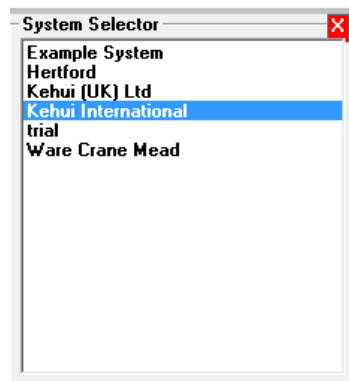 System Selector
Example System
Hertford
Kehui (UK) Ltd
Kehui International
trial
Ware Crane Mead